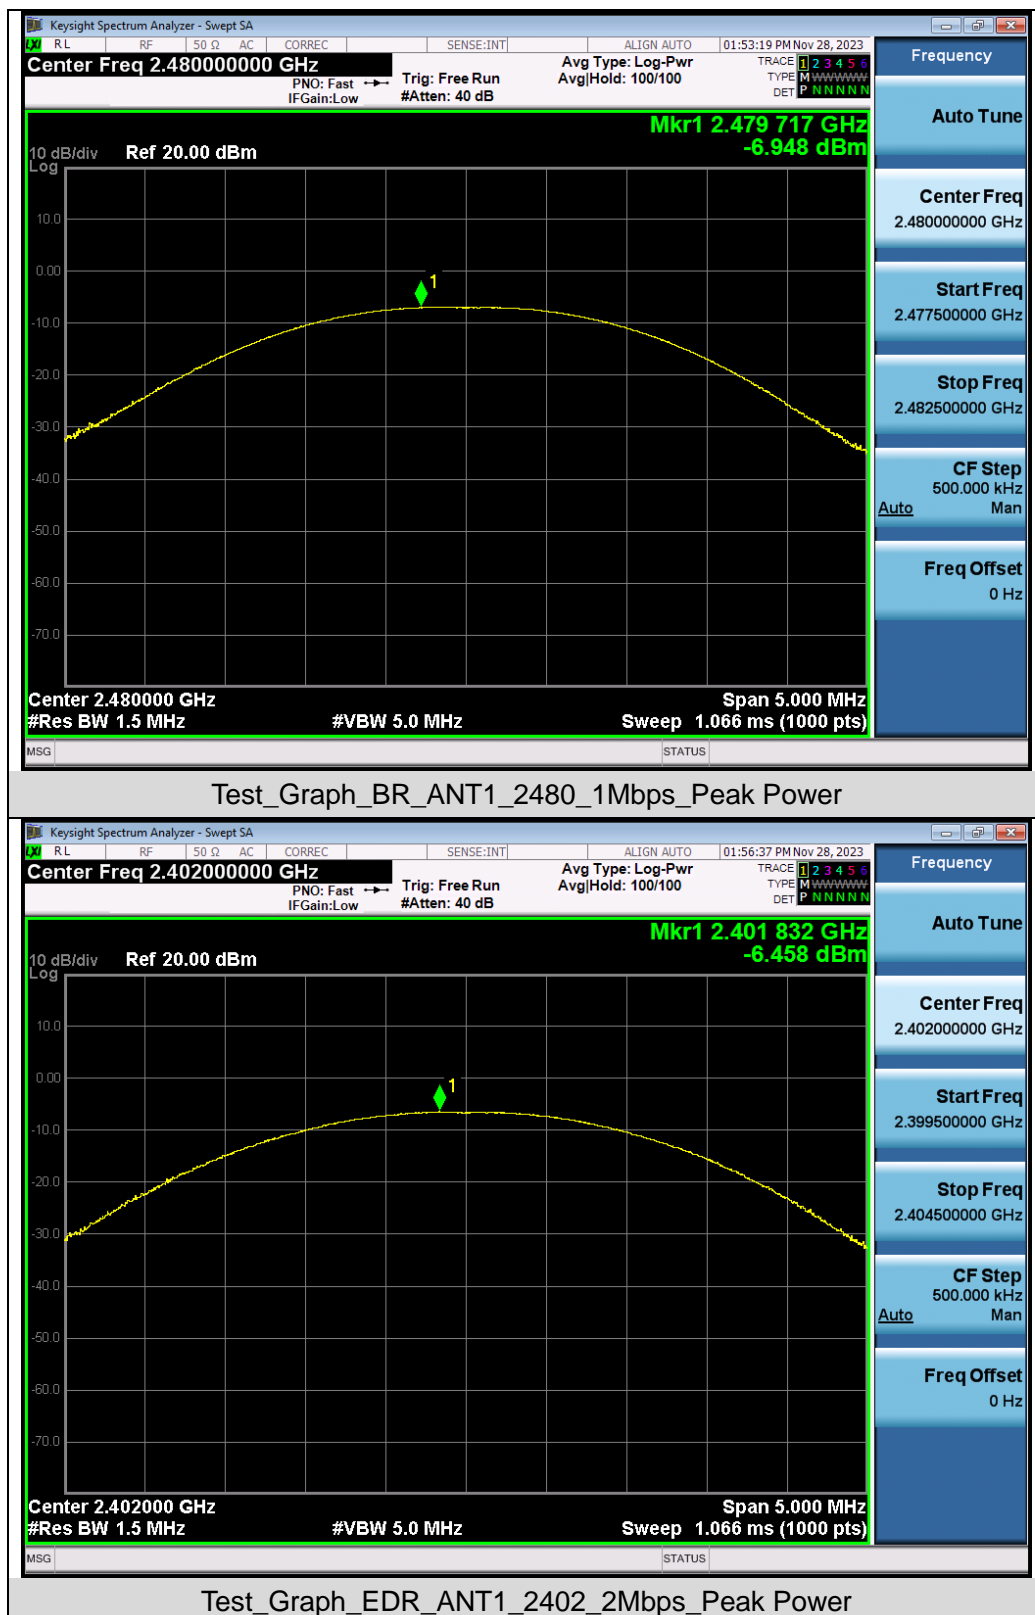 Keysight Spectrum Analyzer - Swept SA
LXI RL RF 50 Ω AC CORREC SENSE:INT ALIGN AUTO 01:53:19 PM Nov 28, 2023
Center Freq 2.480000000 GHz
PNO: Fast
IFGain:Low
Trig: Free Run
#Atten: 40 dB
Avg Type: Log-Pwr
Avg|Hold: 100/100
TRACE 1 2 3 4 5 6
TYPE M WWWWW
DET P N N N N N
Mkr1 2.479 717 GHz
-6.948 dBm
10 dB/div Ref 20.00 dBm
Log
10.0
0.00
-10.0
-20.0
-30.0
-40.0
-50.0
-60.0
-70.0
1
Center 2.480000 GHz Span 5.000 MHz
#Res BW 1.5 MHz #VBW 5.0 MHz Sweep 1.066 ms (1000 pts)
MSG STATUS
Frequency
Auto Tune
Center Freq
2.480000000 GHz
Start Freq
2.477500000 GHz
Stop Freq
2.482500000 GHz
CF Step
500.000 kHz
Auto Man
Freq Offset
0 Hz
Test_Graph_BR_ANT1_2480_1Mbps_Peak Power
Keysight Spectrum Analyzer - Swept SA
LXI RL RF 50 Ω AC CORREC SENSE:INT ALIGN AUTO 01:56:37 PM Nov 28, 2023
Center Freq 2.402000000 GHz
PNO: Fast
IFGain:Low
Trig: Free Run
#Atten: 40 dB
Avg Type: Log-Pwr
Avg|Hold: 100/100
TRACE 1 2 3 4 5 6
TYPE M WWWWW
DET P N N N N N
Mkr1 2.401 832 GHz
-6.458 dBm
10 dB/div Ref 20.00 dBm
Log
10.0
0.00
-10.0
-20.0
-30.0
-40.0
-50.0
-60.0
-70.0
1
Center 2.402000 GHz Span 5.000 MHz
#Res BW 1.5 MHz #VBW 5.0 MHz Sweep 1.066 ms (1000 pts)
MSG STATUS
Frequency
Auto Tune
Center Freq
2.402000000 GHz
Start Freq
2.399500000 GHz
Stop Freq
2.404500000 GHz
CF Step
500.000 kHz
Auto Man
Freq Offset
0 Hz
Test_Graph_EDR_ANT1_2402_2Mbps_Peak Power